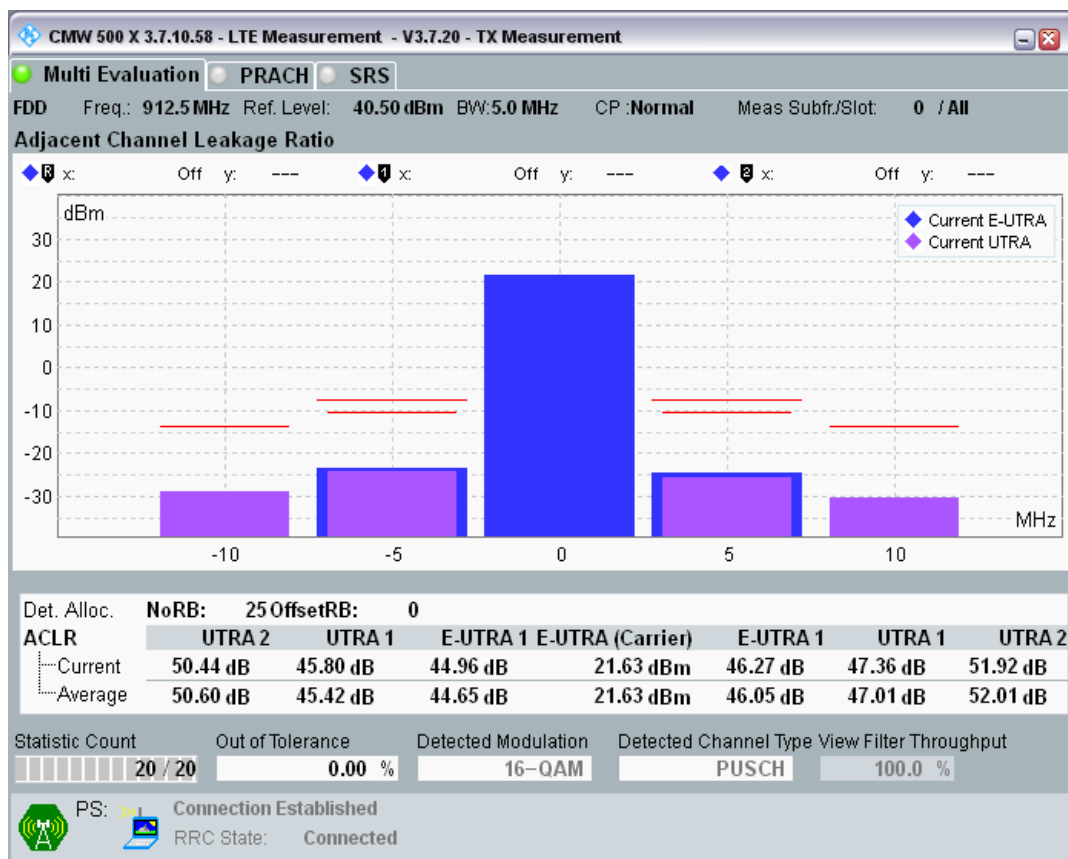 CMW 500 X 3.7.10.58 - LTE Measurement - V3.7.20 - TX Measurement
Multi Evaluation PRACH SRS
FDD Freq.: 912.5 MHz Ref. Level: 40.50 dBm BW:5.0 MHz CP :Normal Meas Subfr./Slot: 0 / All
Adjacent Channel Leakage Ratio
R x: Off y: --- 1 x: Off y: --- 2 x: Off y: ---
dBm
Current E-UTRA
Current UTRA
30
20
10
0
-10
-20
-30
MHz
-10 -5 0 5 10
Det. Alloc. NoRB: 25 OffsetRB: 0
ACLR UTRA 2 UTRA 1 E-UTRA 1 E-UTRA (Carrier) E-UTRA 1 UTRA 1 UTRA 2
Current 50.44 dB 45.80 dB 44.96 dB 21.63 dBm 46.27 dB 47.36 dB 51.92 dB
Average 50.60 dB 45.42 dB 44.65 dB 21.63 dBm 46.05 dB 47.01 dB 52.01 dB
Statistic Count Out of Tolerance Detected Modulation Detected Channel Type View Filter Throughput
20 / 20 0.00 % 16-QAM PUSCH 100.0 %
PS: Connection Established
RRC State: Connected